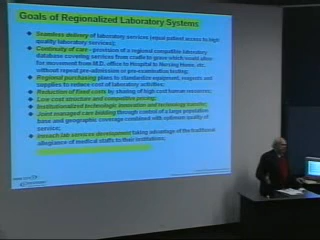 Goals of Regionalized Laboratory Systems
Seamless delivery of laboratory services (equal patient access to high
quality laboratory services);
Continuity of care - provision of a regional compatible laboratory
database covering services from cradle to grave which would allow
for movement from M.D. office to Hospital to Nursing Home, etc.
without repeat pre-admission or pre-examination testing;
Regional purchasing plans to standardize equipment, reagents and
supplies to reduce cost of laboratory activities;
Reduction of fixed costs by sharing of high cost human resources;
Low cost structure and competitive pricing;
Institutionalized technologic innovation and technology transfer;
Joint managed care bidding through control of a large population
base and geographic coverage combined with optimum quality of
service;
Outreach lab services development taking advantage of the traditional
allegiance of medical staffs to their institutions;